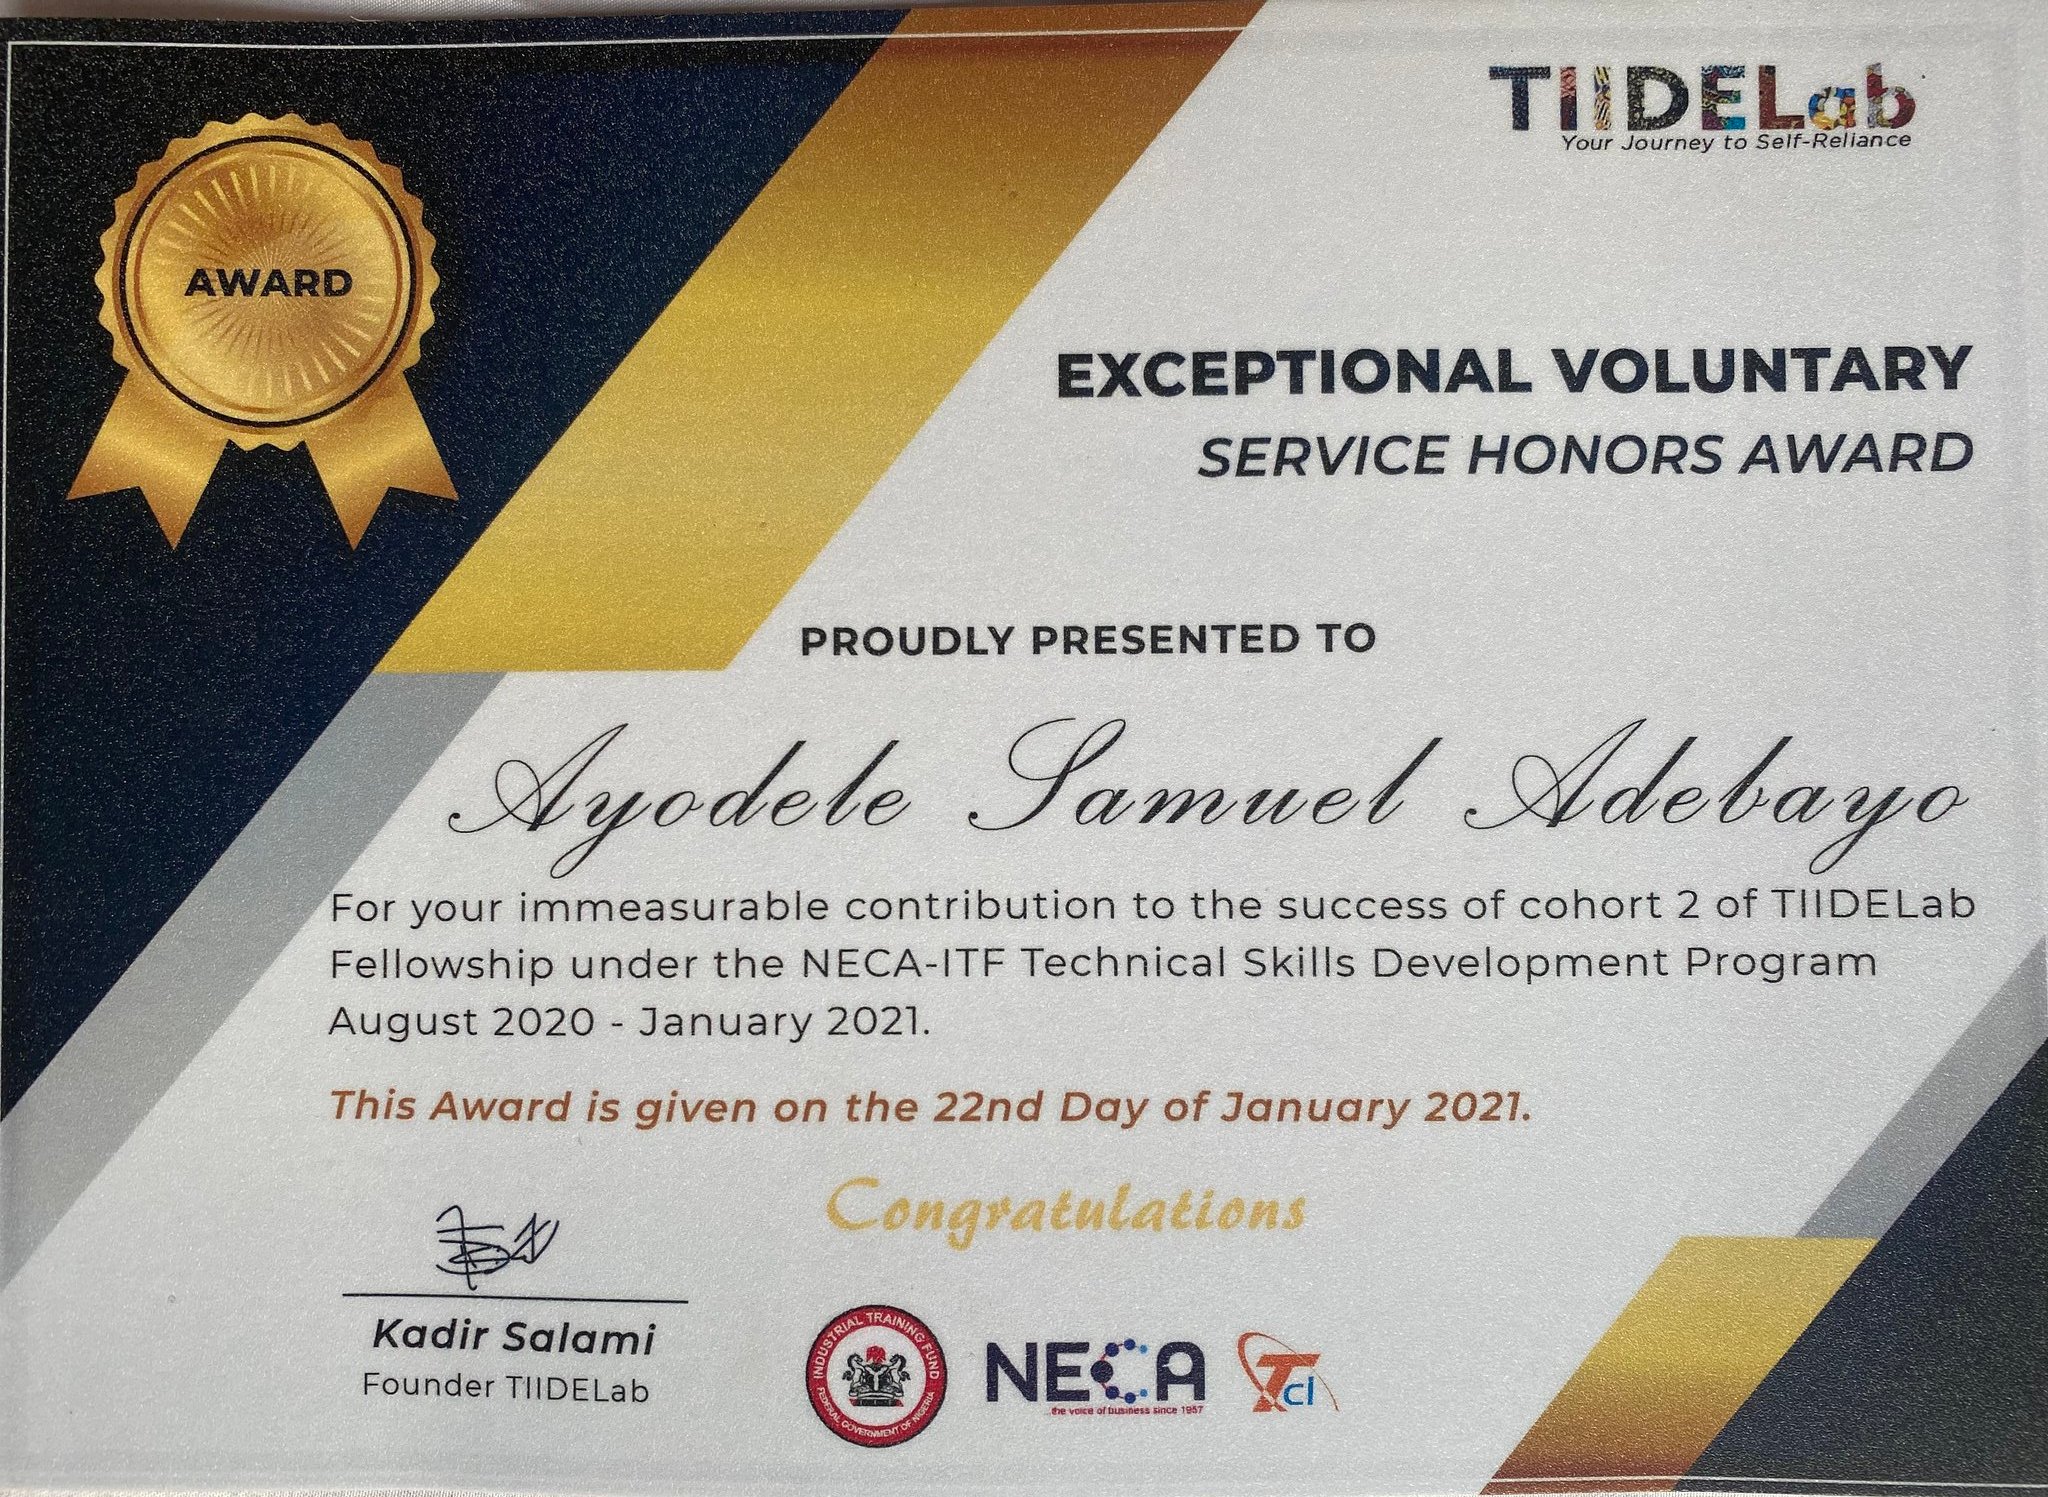 TIIDELab
Your Journey to Self-Reliance
AWARD
EXCEPTIONAL VOLUNTARY
SERVICE HONORS AWARD
PROUDLY PRESENTED TO
Ayodele Samuel Adebayo
For your immeasurable contribution to the success of cohort 2 of TIIDELab
Fellowship under the NECA-ITF Technical Skills Development Program
August 2020 - January 2021.
This Award is given on the 22nd Day of January 2021.
Congratulations
Kadir Salami
Founder TIIDELab
INDUSTRIAL TRAINING FUND
FEDERAL GOVERNMENT OF NIGERIA
NECA
the voice of business since 1957
Tcl